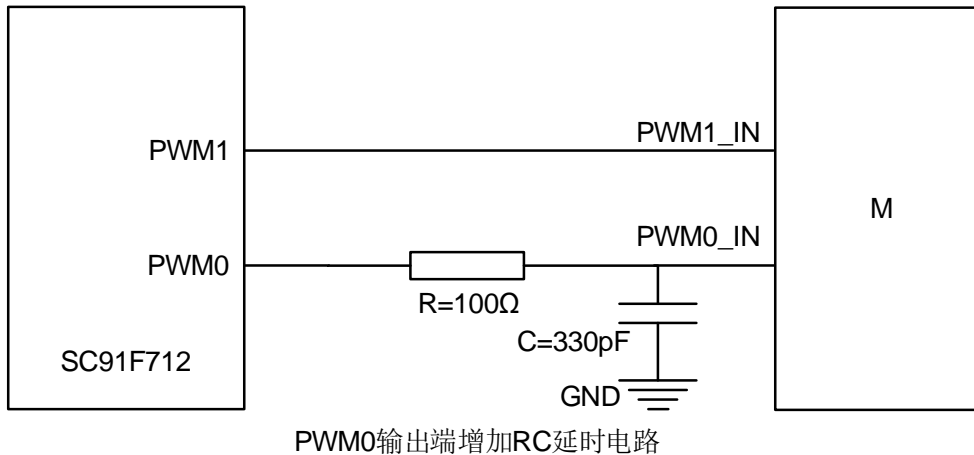 PWM1
PWM1_IN
M
PWM0
PWM0_IN
R=100Ω
C=330pF
SC91F712
GND
PWM0输出端增加RC延时电路